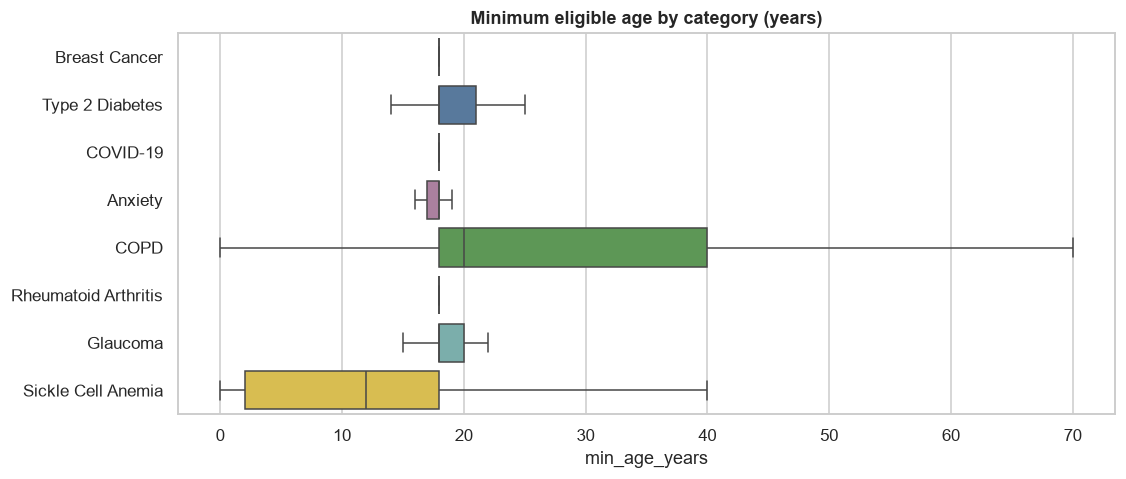 Minimum eligible age by category (years)
Breast Cancer
Type 2 Diabetes
COVID-19
Anxiety
COPD
Rheumatoid Arthritis
Glaucoma
Sickle Cell Anemia
0 10 20 30 40 50 60 70
min_age_years